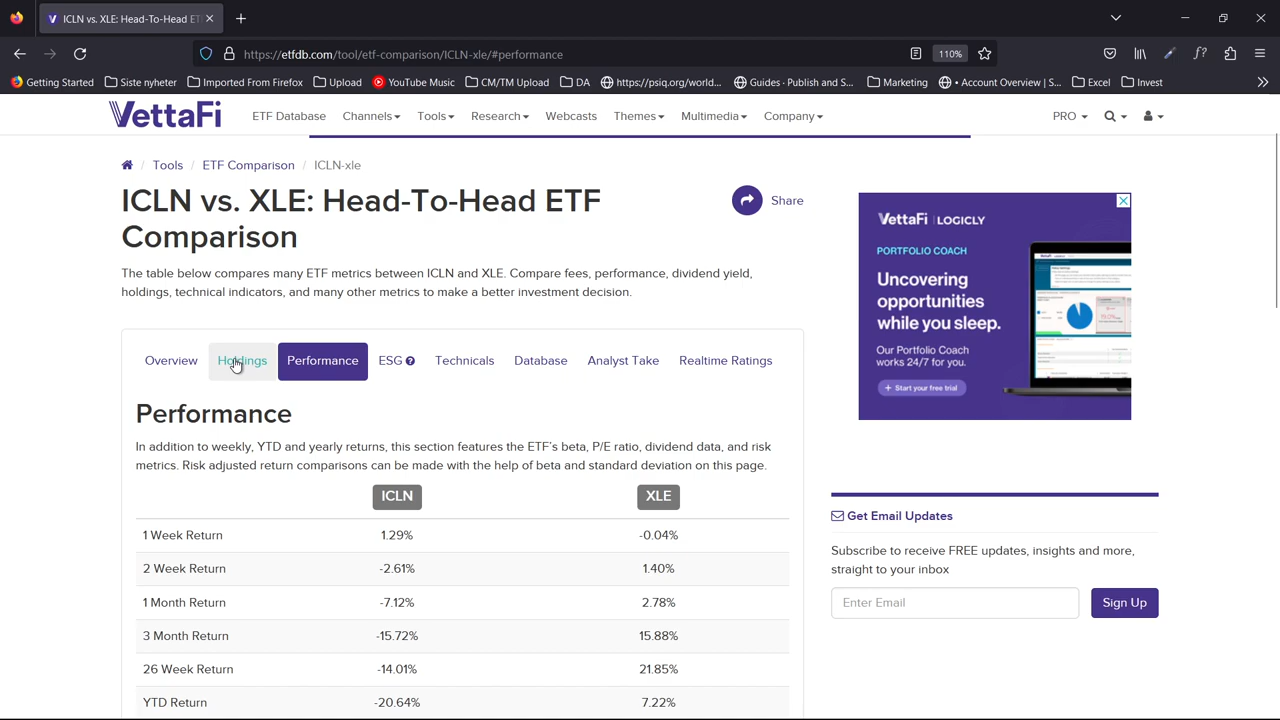 ICLN vs. XLE: Head-To-Head ET
https://etfdb.com/tool/etf-comparison/ICLN-xle/#performance
110%
Getting Started
Siste nyheter
Imported From Firefox
Upload
YouTube Music
CM/TM Upload
DA
https://psiq.org/wow...
Guides · Publish and S...
Marketing
• Account Overview | S...
Excel
Invest
VettaFi
ETF Database
Channels
Tools
Research
Webcasts
Themes
Multimedia
Company
PRO
/ Tools / ETF Comparison / ICLN-xle
ICLN vs. XLE: Head-To-Head ETF
Comparison
Share
The table below compares many ETF metrics between ICLN and XLE. Compare fees, performance, dividend yield,
holdings, technical indicators, and many other metrics to make a better investment decision.
VettaFi | LOGICLY
PORTFOLIO COACH
Uncovering
opportunities
while you sleep.
Our Portfolio Coach
works 24/7 for you.
+ Start your free trial
Overview
Holdings
Performance
ESG
Technicals
Database
Analyst Take
Realtime Ratings
Performance
In addition to weekly, YTD and yearly returns, this section features the ETF's beta, P/E ratio, dividend data, and risk
metrics. Risk adjusted return comparisons can be made with the help of beta and standard deviation on this page.
ICLN XLE
1 Week Return 1.29% -0.04%
2 Week Return -2.61% 1.40%
1 Month Return -7.12% 2.78%
3 Month Return -15.72% 15.88%
26 Week Return -14.01% 21.85%
YTD Return -20.64% 7.22%
Get Email Updates
Subscribe to receive FREE updates, insights and more,
straight to your inbox
Enter Email
Sign Up